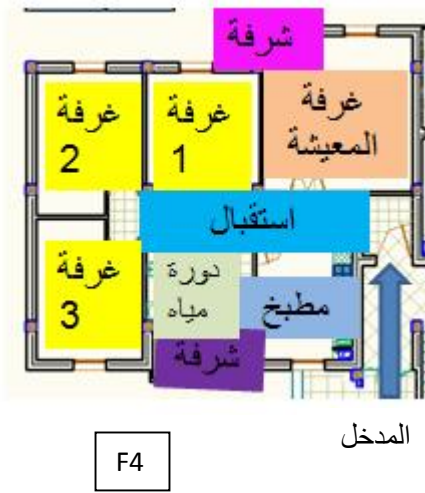 شرفة
غرفة
المعيشة
غرفة
1
غرفة
2
استقبال
غرفة
3
دورة
مياه
مطبخ
شرفة
المدخل
F4